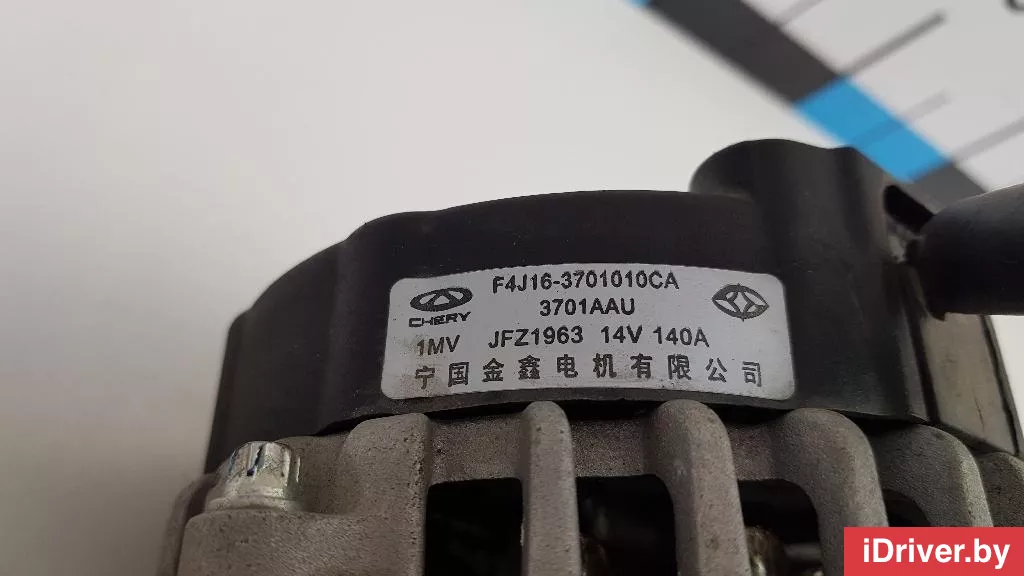 F4J16-3701010CA
CHERY 3701AAU
1MV JFZ1963 14V 140A
宁国金鑫电机有限公司
iDriver.by